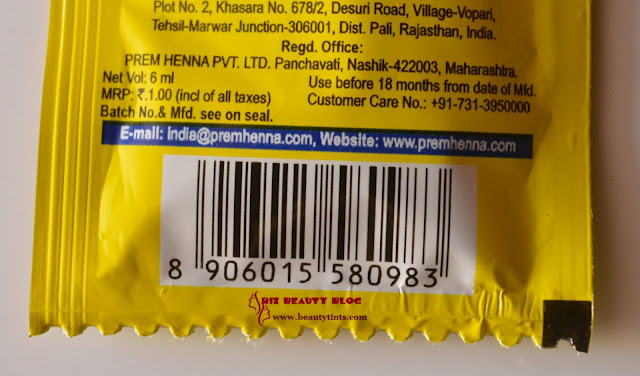 Plot No. 2, Khasara No. 678/2, Desuri Road, Village-Vopari,
Tehsil-Marwar Junction-306001, Dist. Pali, Rajasthan, India.
Regd. Office:
PREM HENNA PVT. LTD. Panchavati, Nashik-422003, Maharashtra.
Net Vol: 6 ml Use before 18 months from date of Mfd.
MRP: ₹.1.00 (incl of all taxes) Customer Care No.: +91-731-3950000
Batch No.& Mfd. see on seal.
E-mail: india@premhenna.com, Website: www.premhenna.com
8 906015 580983
RIZ BEAUTY BLOG
www.beautytints.com